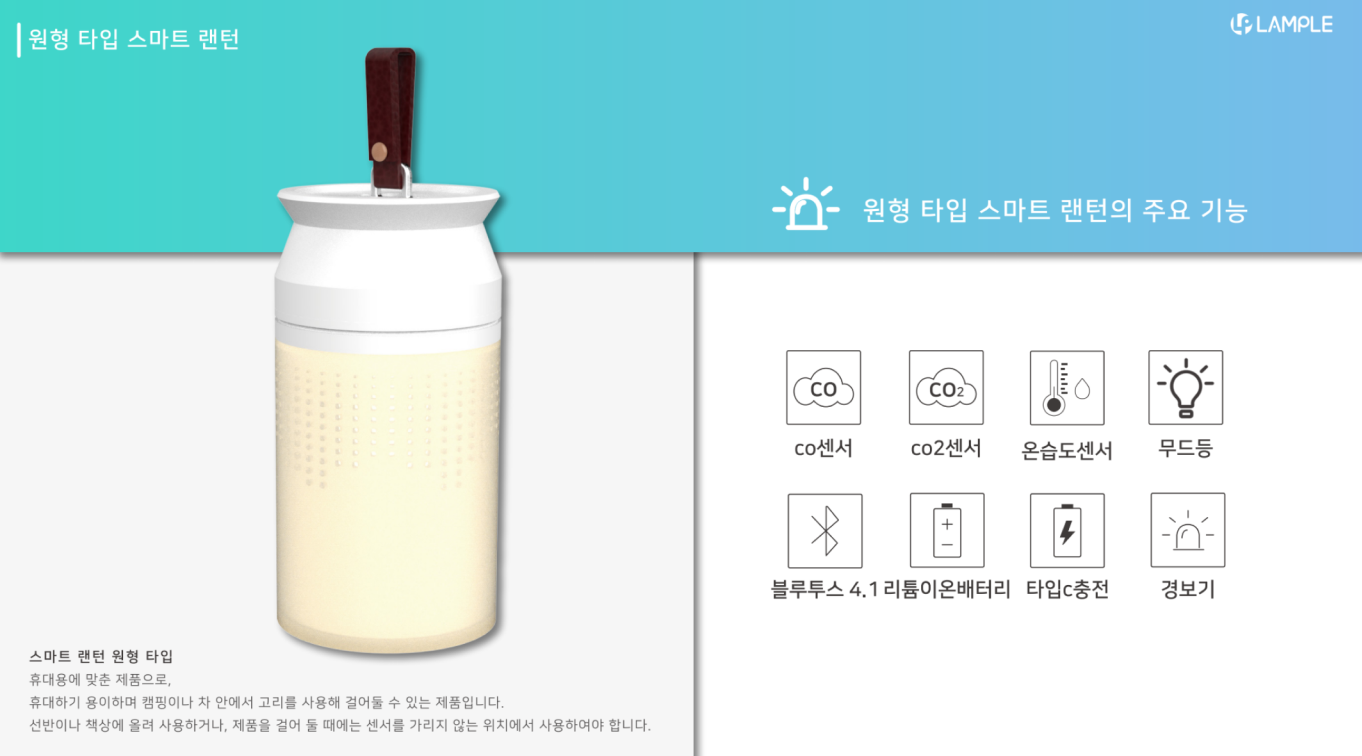 원형 타입 스마트 랜턴
LAMPLE
원형 타입 스마트 랜턴의 주요 기능
CO
CO2
co센서
co2센서
온습도센서
무드등
블루투스 4.1
리튬이온배터리
타입c충전
경보기
스마트 랜턴 원형 타입
휴대용에 맞춘 제품으로,
휴대하기 용이하며 캠핑이나 차 안에서 고리를 사용해 걸어둘 수 있는 제품입니다.
선반이나 책상에 올려 사용하거나, 제품을 걸어 둘 때에는 센서를 가리지 않는 위치에서 사용하여야 합니다.